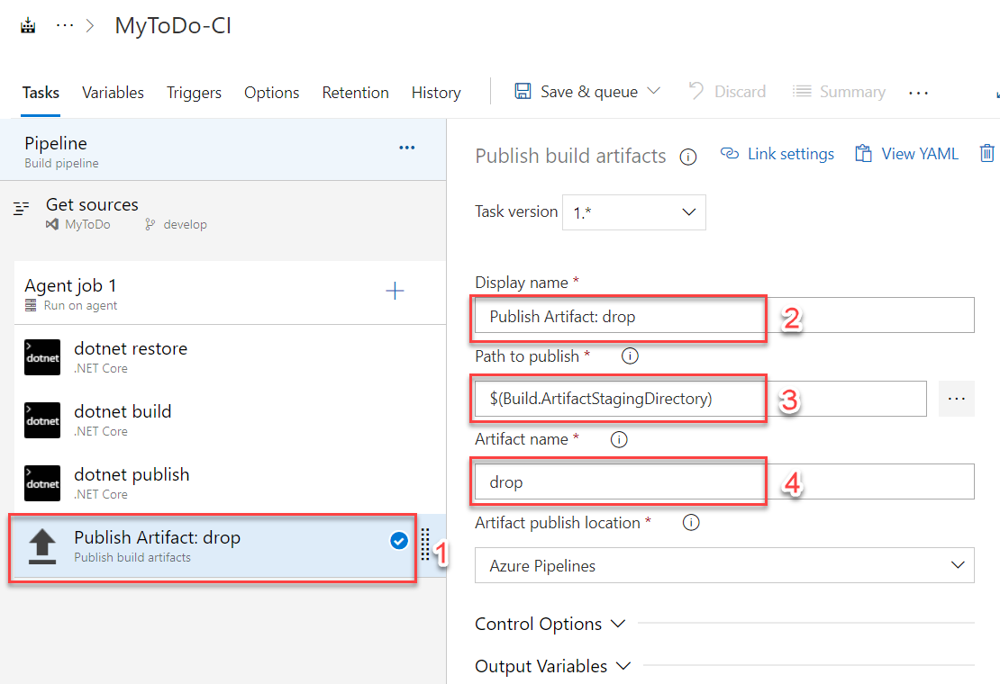 ··· > MyToDo-CI
Tasks Variables Triggers Options Retention History Save & queue Discard Summary ···
Pipeline ···
Build pipeline
Get sources
MyToDo develop
Agent job 1 +
Run on agent
dotnet restore
.NET Core
dotnet build
.NET Core
dotnet publish
.NET Core
Publish Artifact: drop
Publish build artifacts
1
>
dotnet
>
dotnet
>
dotnet
Publish build artifacts i Link settings View YAML
Task version 1.*
Display name *
Publish Artifact: drop 2
Path to publish * i
$(Build.ArtifactStagingDirectory) 3 ···
Artifact name * i
drop 4
Artifact publish location * i
Azure Pipelines
Control Options
Output Variables